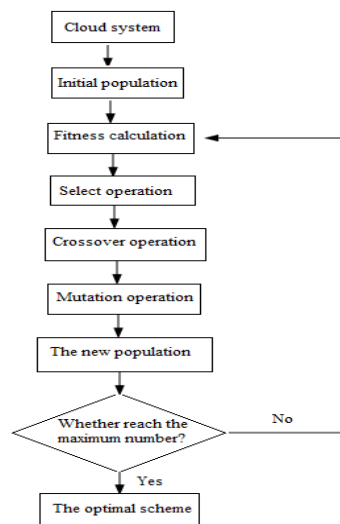 Cloud system
Initial population
Fitness calculation
Select operation
Crossover operation
Mutation operation
The new population
Whether reach the
maximum number?
No
Yes
The optimal scheme